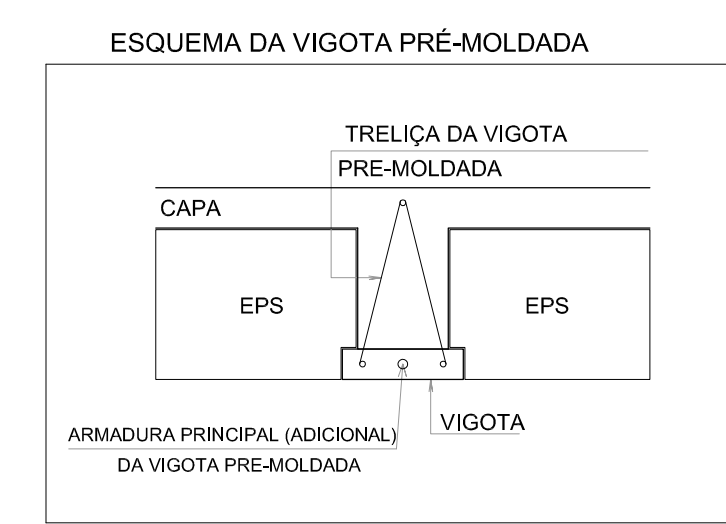 ESQUEMA DA VIGOTA PRÉ-MOLDADA
TRELIÇA DA VIGOTA
PRE-MOLDADA
CAPA
EPS
EPS
ARMADURA PRINCIPAL (ADICIONAL)
DA VIGOTA PRE-MOLDADA
VIGOTA